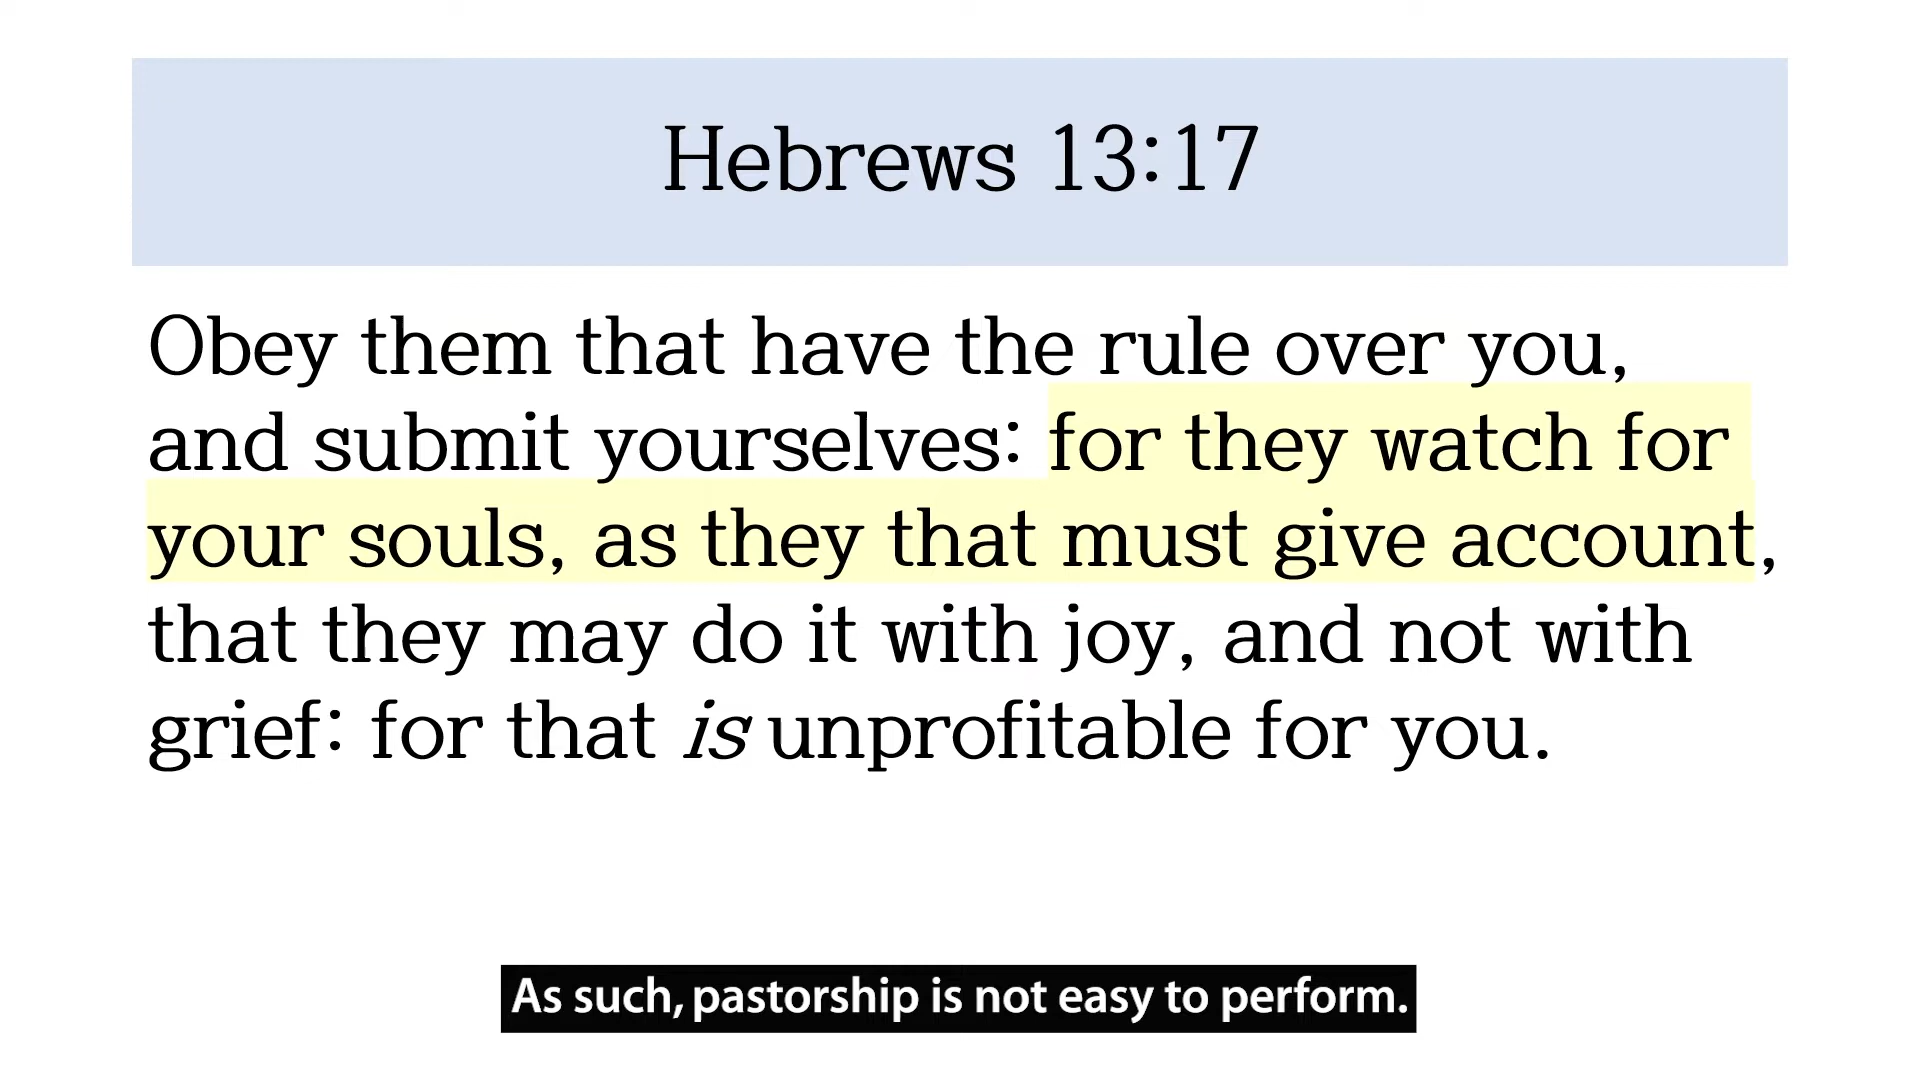 Hebrews 13:17
Obey them that have the rule over you,
and submit yourselves: for they watch for
your souls, as they that must give account,
that they may do it with joy, and not with
grief: for that is unprofitable for you.
As such, pastorship is not easy to perform.